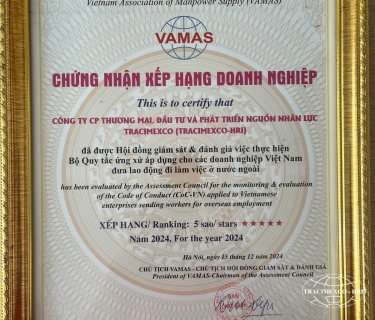 Vietnam Association of Manpower Supply (VAMAS)
VAMAS
CHỨNG NHẬN XẾP HẠNG DOANH NGHIỆP
This is to certify that
CÔNG TY CP THƯƠNG MẠI, ĐẦU TƯ VÀ PHÁT TRIỂN NGUỒN NHÂN LỰC
TRACIMEXCO (TRACIMEXCO-HRI)
đã được Hội đồng giám sát & đánh giá việc thực hiện
Bộ Quy tắc ứng xử áp dụng cho các doanh nghiệp Việt Nam
đưa lao động đi làm việc ở nước ngoài
has been evaluated by the Assessment Council for the monitoring & evaluation
of the Code of Conduct (CoC-VN) applied to Vietnamese
enterprises sending workers for overseas employment
XẾP HẠNG/ Ranking: 5 sao/ stars ★★★★★
Năm 2024, For the year 2024
Hà Nội, ngày 15 tháng 12 năm 2024
CHỦ TỊCH VAMAS - CHỦ TỊCH HỘI ĐỒNG GIÁM SÁT & ĐÁNH GIÁ
President of VAMAS-Chairman of the Assessment Council
TRACIMEXCO - HRI